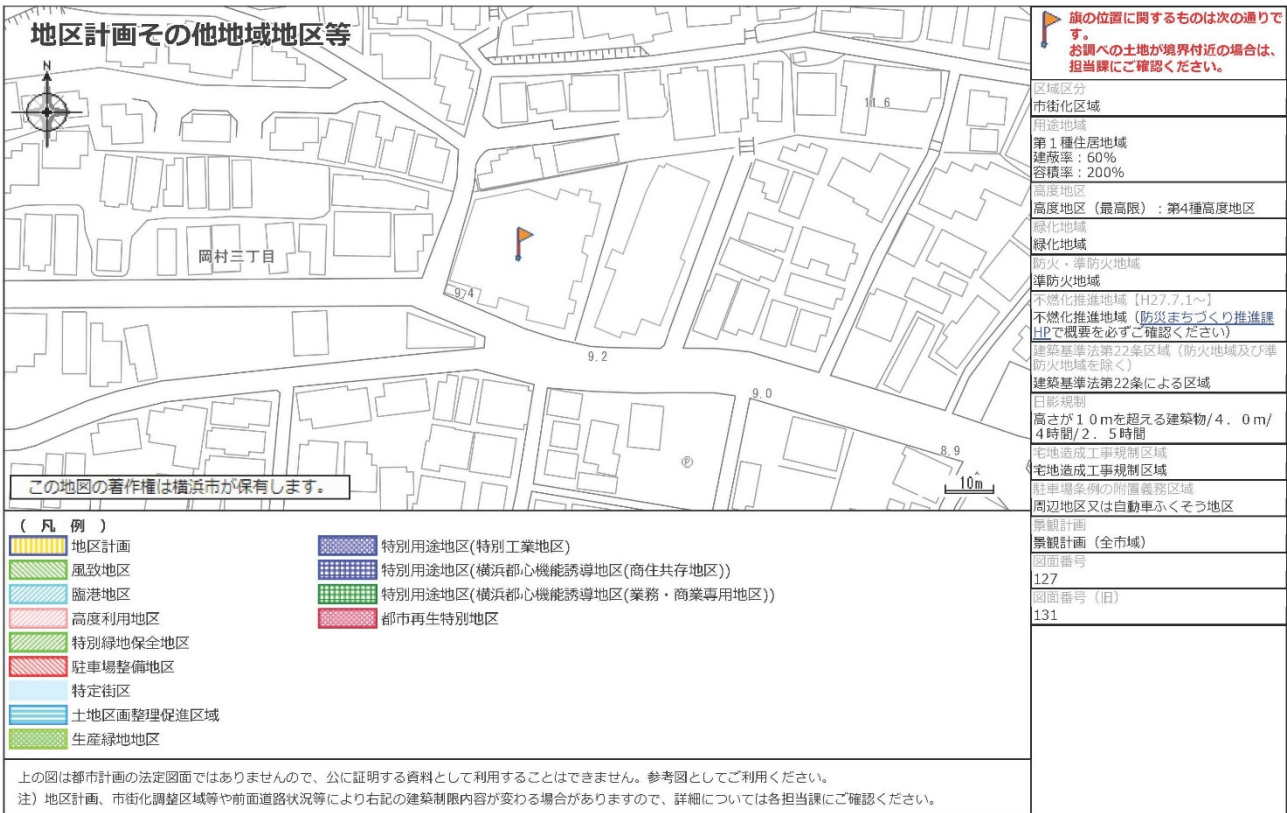 地区計画その他地域地区等
N
11.6
岡村三丁目
9.4
9.2
9.0
8.9
Ⓟ
10m
この地図の著作権は横浜市が保有します。
(凡 例)
地区計画
風致地区
臨港地区
高度利用地区
特別緑地保全地区
駐車場整備地区
特定街区
土地区画整理促進区域
生産緑地地区
特別用途地区(特別工業地区)
特別用途地区(横浜都心機能誘導地区(商住共存地区))
特別用途地区(横浜都心機能誘導地区(業務・商業専用地区))
都市再生特別地区
上の図は都市計画の法定図面ではありませんので、公に証明する資料として利用することはできません。参考図としてご利用ください。
注)地区計画、市街化調整区域等や前面道路状況等により右記の建築制限内容が変わる場合がありますので、詳細については各担当課にご確認ください。
旗の位置に関するものは次の通りで
す。
お調べの土地が境界付近の場合は、
担当課にご確認ください。
区域区分
市街化区域
用途地域
第1種住居地域
建蔽率:60%
容積率:200%
高度地区
高度地区(最高限):第4種高度地区
緑化地域
緑化地域
防火・準防火地域
準防火地域
不燃化推進地域【H27.7.1~】
不燃化推進地域(防災まちづくり推進課
HPで概要を必ずご確認ください)
建築基準法第22条区域(防火地域及び準
防火地域を除く)
建築基準法第22条による区域
日影規制
高さが10mを超える建築物/4.0m/
4時間/2.5時間
宅地造成工事規制区域
宅地造成工事規制区域
駐車場条例の附置義務区域
周辺地区又は自動車ふくそう地区
景観計画
景観計画(全市域)
図面番号
127
図面番号(旧)
131